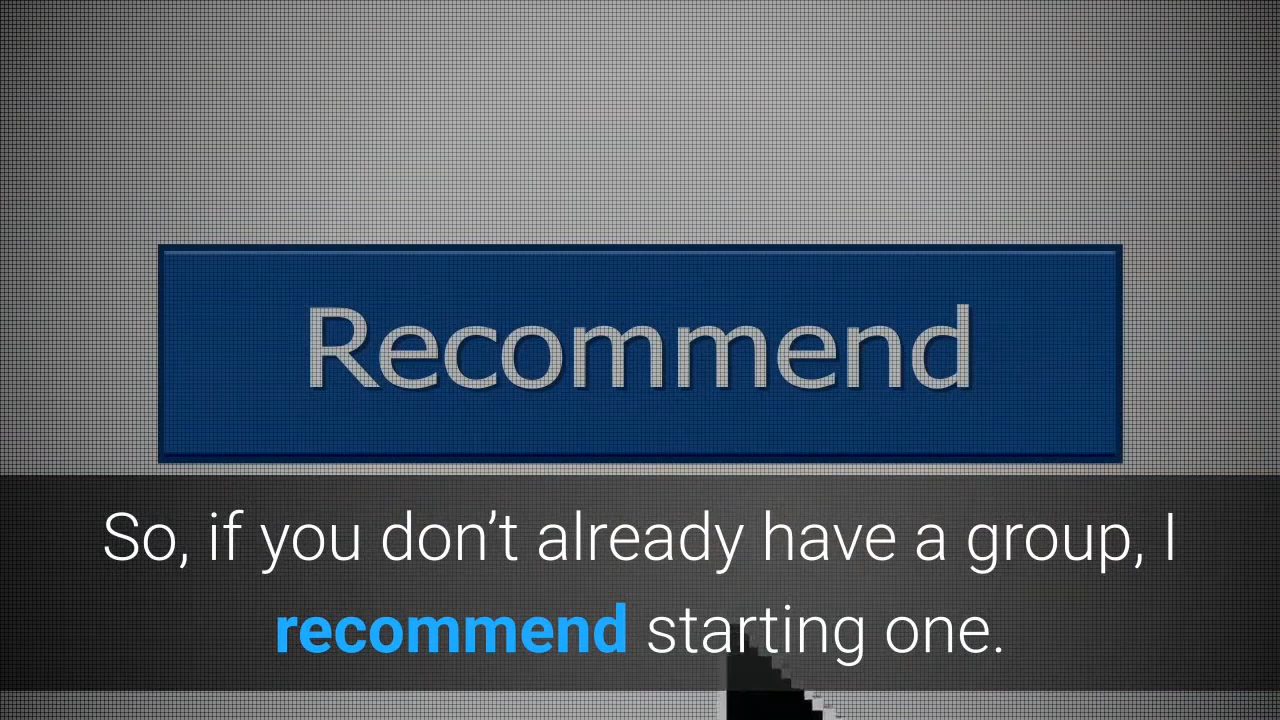 Recommend
So, if you don’t already have a group, I
recommend starting one.